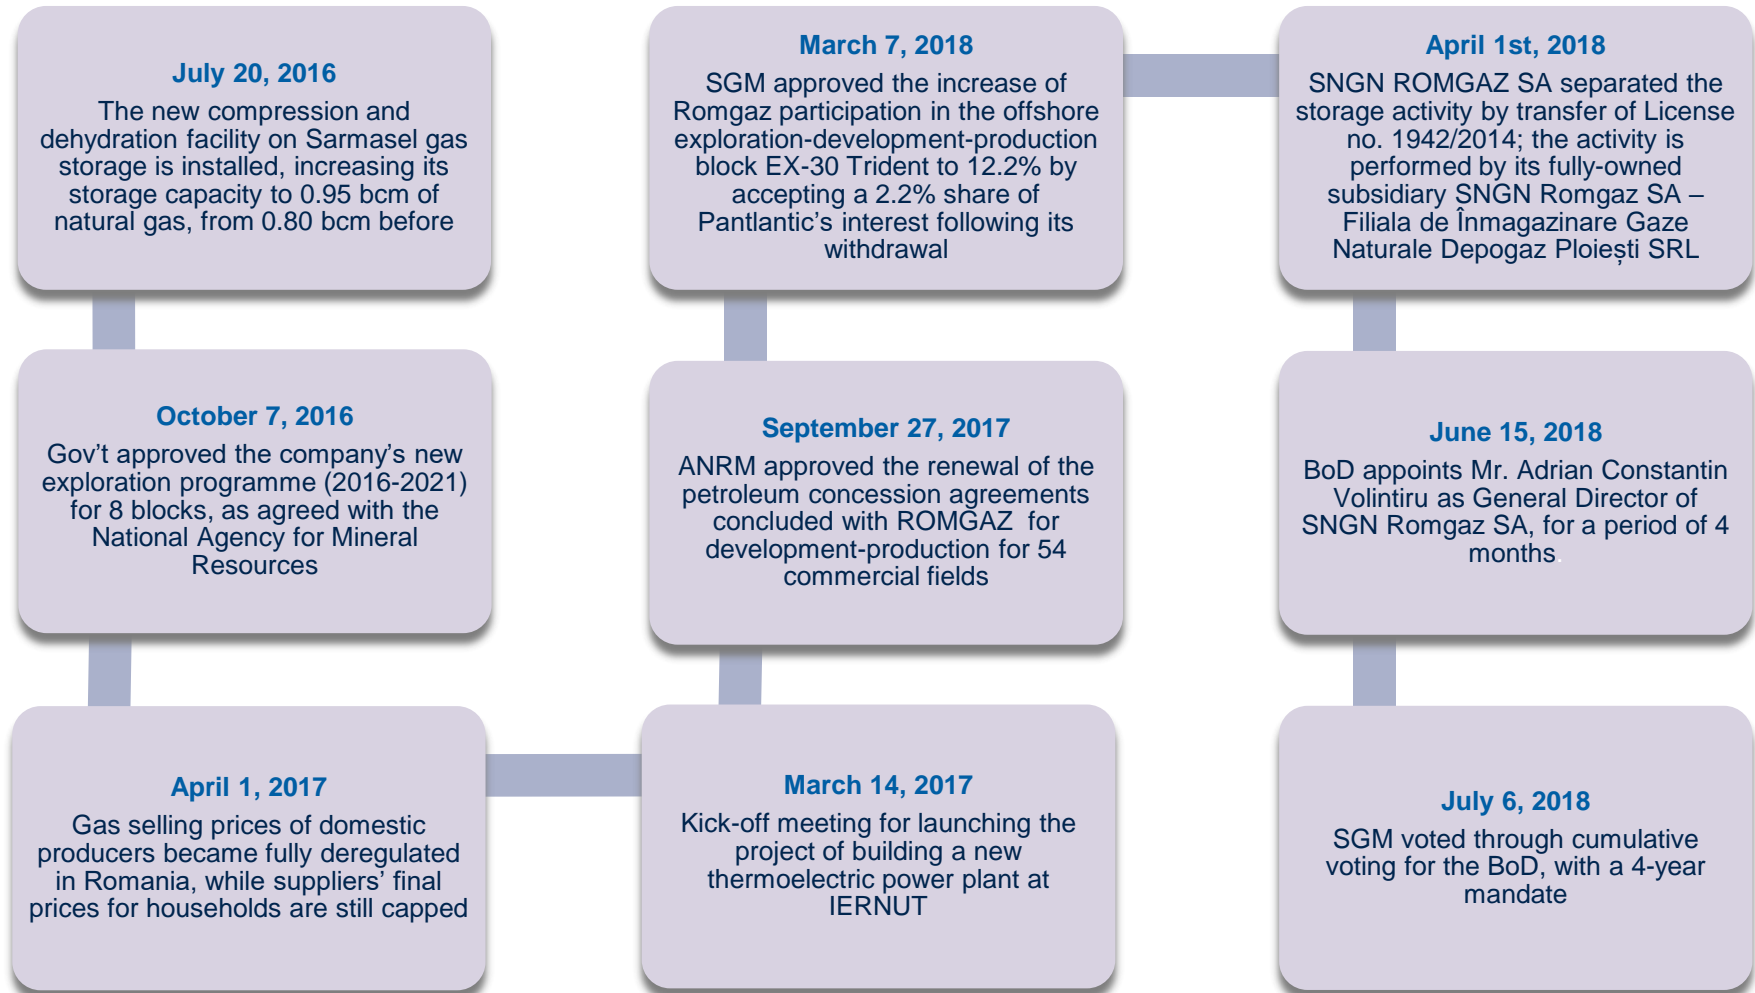 July 20, 2016
The new compression and
dehydration facility on Sarmasel gas
storage is installed, increasing its
storage capacity to 0.95 bcm of
natural gas, from 0.80 bcm before
October 7, 2016
Gov’t approved the company’s new
exploration programme (2016-2021)
for 8 blocks, as agreed with the
National Agency for Mineral
Resources
April 1, 2017
Gas selling prices of domestic
producers became fully deregulated
in Romania, while suppliers’ final
prices for households are still capped
March 14, 2017
Kick-off meeting for launching the
project of building a new
thermoelectric power plant at
IERNUT
September 27, 2017
ANRM approved the renewal of the
petroleum concession agreements
concluded with ROMGAZ for
development-production for 54
commercial fields
March 7, 2018
SGM approved the increase of
Romgaz participation in the offshore
exploration-development-production
block EX-30 Trident to 12.2% by
accepting a 2.2% share of
Pantlantic’s interest following its
withdrawal
April 1st, 2018
SNGN ROMGAZ SA separated the
storage activity by transfer of License
no. 1942/2014; the activity is
performed by its fully-owned
subsidiary SNGN Romgaz SA –
Filiala de Înmagazinare Gaze
Naturale Depogaz Ploiești SRL
June 15, 2018
BoD appoints Mr. Adrian Constantin
Volintiru as General Director of
SNGN Romgaz SA, for a period of 4
months.
July 6, 2018
SGM voted through cumulative
voting for the BoD, with a 4-year
mandate